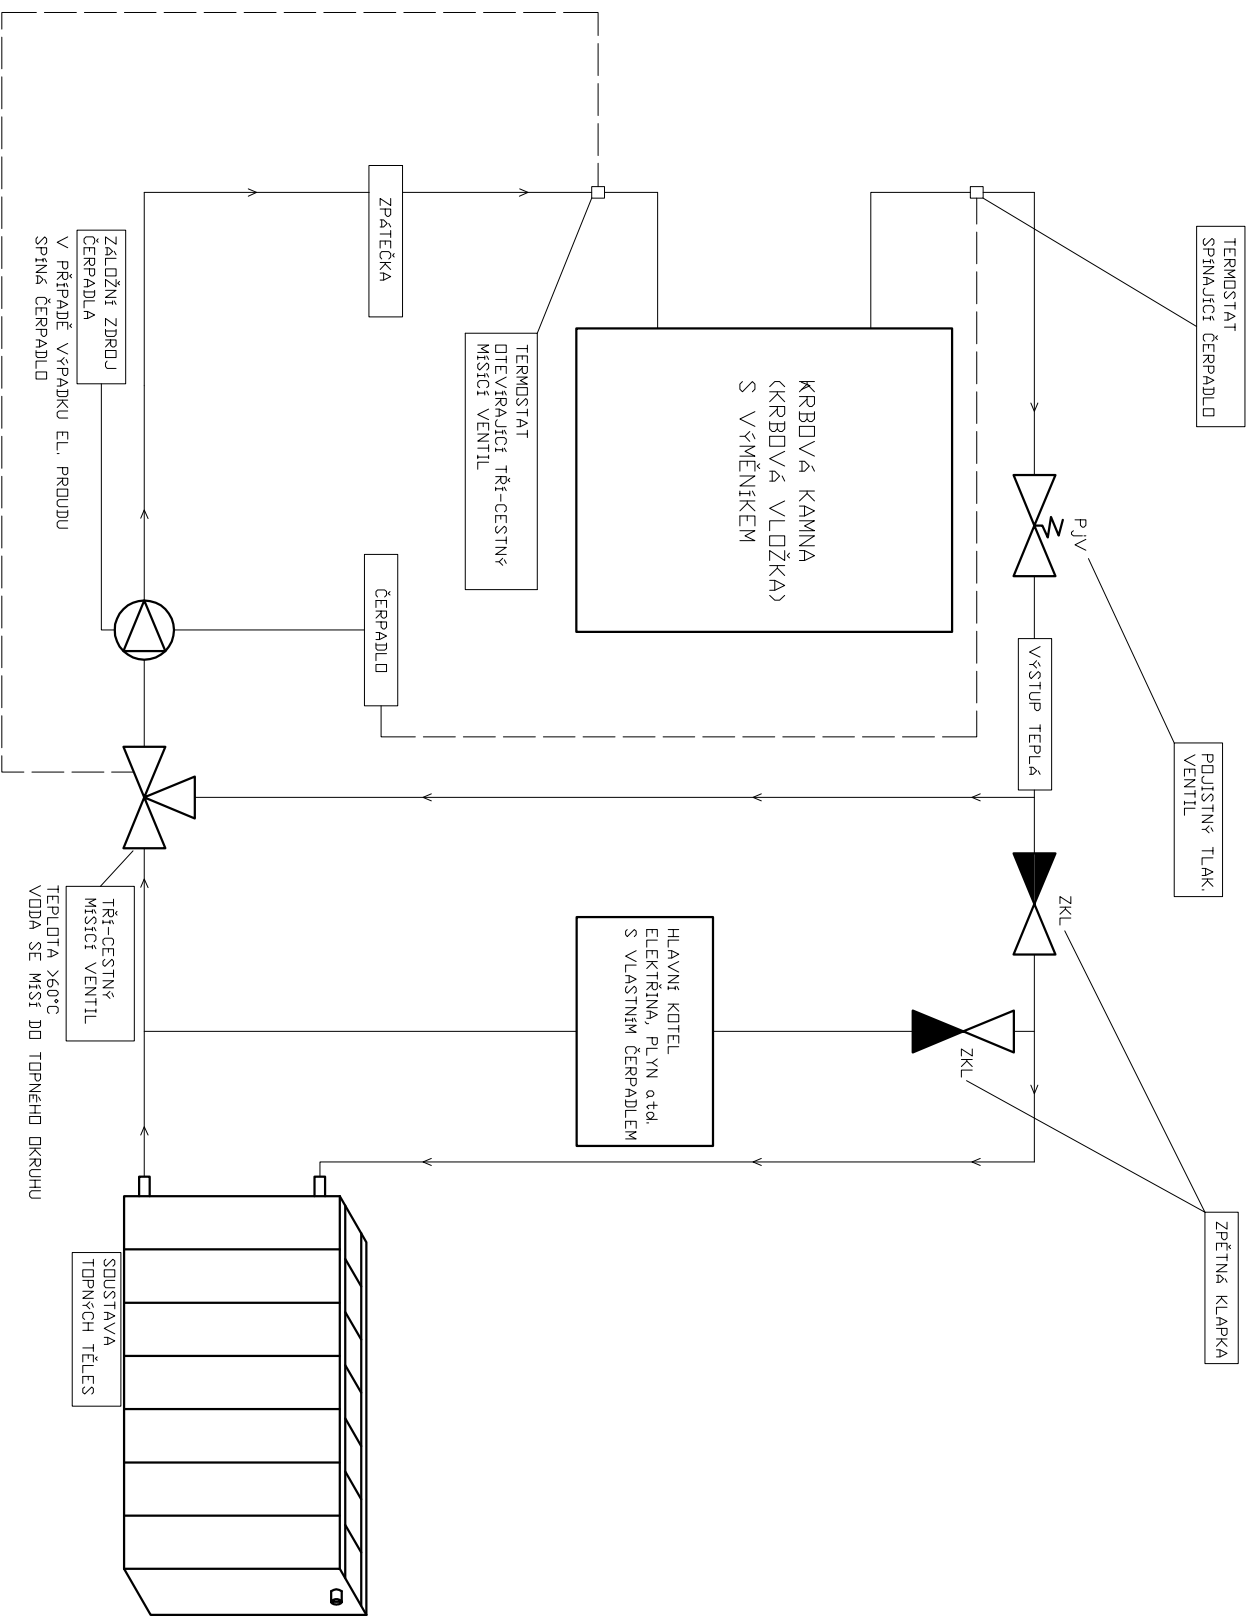 TERMOSTAT
SPÍNAJÍCÍ ČERPADLO
PJV
POJISTNÝ TLAK.
VENTIL
VÝSTUP TEPLÁ
ZKL
ZKL
ZPĚTNÁ KLAPKA
KRBOVÁ KAMNA
(KRBOVÁ VLOŽKA)
S VÝMĚNÍKEM
HLAVNÍ KOTEL
ELEKTŘINA, PLYN atd.
S VLASTNÍM ČERPADLEM
TERMOSTAT
OTEVÍRAJÍCÍ TŘÍ-CESTNÝ
MÍSÍCÍ VENTIL
ZPÁTEČKA
ČERPADLO
ZÁLOŽNÍ ZDROJ
ČERPADLA
V PŘÍPADĚ VÝPADKU EL. PROUDU
SPÍNÁ ČERPADLO
TŘÍ-CESTNÝ
MÍSÍCÍ VENTIL
TEPLOTA >60°C
VODA SE MÍSÍ DO TOPNÉHO OKRUHU
SOUSTAVA
TOPNÝCH TĚLES